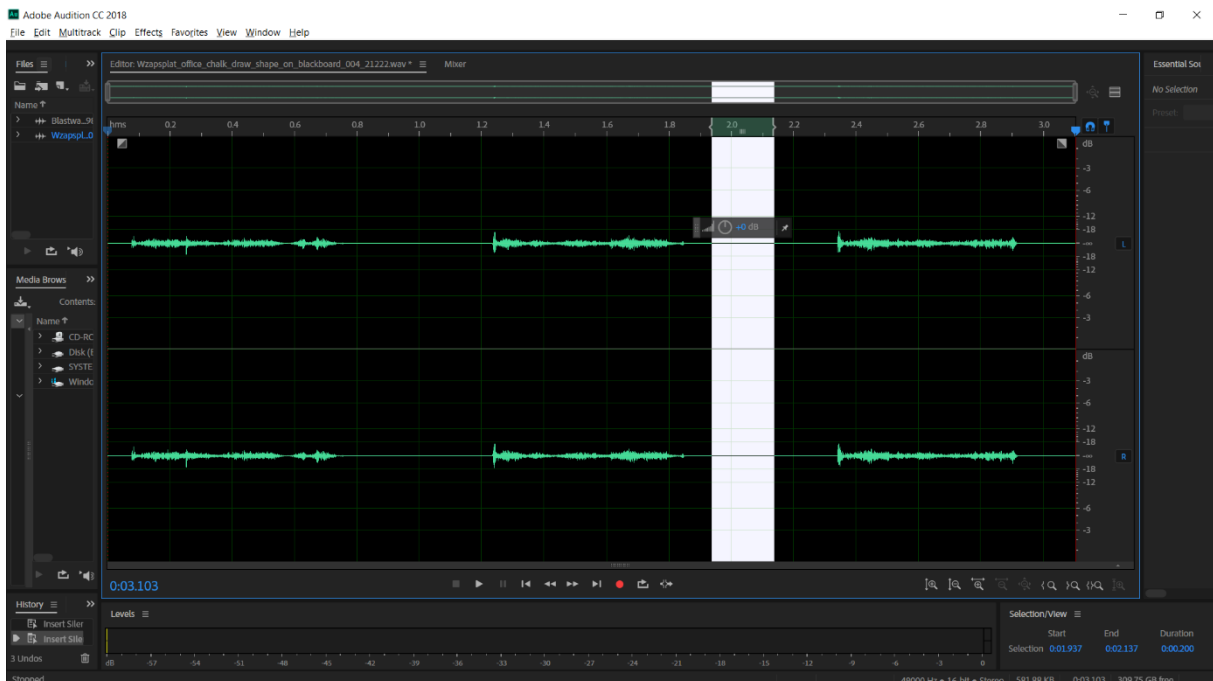 Adobe Audition CC 2018
File Edit Multitrack Clip Effects Favorites View Window Help
Files
Editor: Wzapsplat_office_chalk_draw_shape_on_blackboard_004_21222.wav *
Mixer
Essential Sou
No Selection
Preset:
Name
Blastwa...9(
Wzapspl...0
hms 0.2 0.4 0.6 0.8 1.0 1.2 1.4 1.6 1.8 2.0 2.2 2.4 2.6 2.8 3.0
dB
-3
-6
-12
-18
-∞
-18
-12
-6
-3
L
+0 dB
dB
-3
-6
-12
-18
-∞
-18
-12
-6
-3
R
Media Brows
Contents:
Name
CD-RC
Disk (E
SYSTE
Windc
0:03.103
History
Insert Siler
Insert Sile
3 Undos
Levels
dB -57 -54 -51 -48 -45 -42 -39 -36 -33 -30 -27 -24 -21 -18 -15 -12 -9 -6 -3 0
Selection/View
Start End Duration
Selection 0:01.937 0:02.137 0:00.200
Stopped
48000 Hz • 16-bit • Stereo 581.88 KB 0:03.103 309.75 GB free